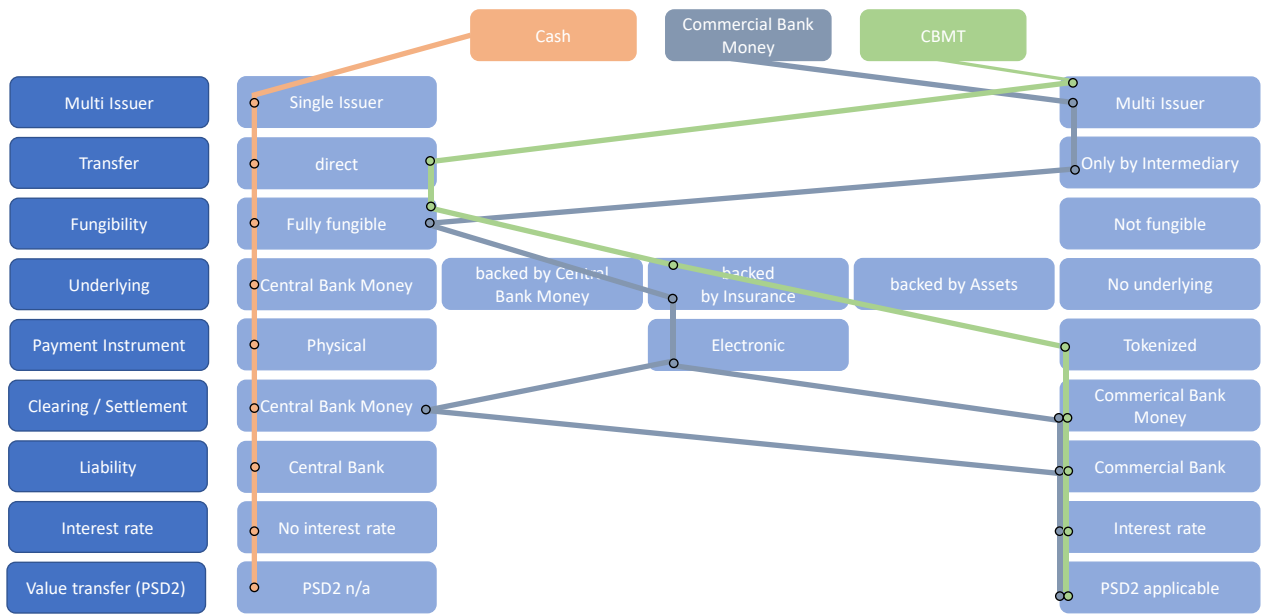 Cash
Commercial Bank
Money
CBMT
Multi Issuer
Single Issuer
Multi Issuer
Transfer
direct
Only by Intermediary
Fungibility
Fully fungible
Not fungible
Underlying
Central Bank Money
backed by Central
Bank Money
backed
by Insurance
backed by Assets
No underlying
Payment Instrument
Physical
Electronic
Tokenized
Clearing / Settlement
Central Bank Money
Commerical Bank
Money
Liability
Central Bank
Commercial Bank
Interest rate
No interest rate
Interest rate
Value transfer (PSD2)
PSD2 n/a
PSD2 applicable